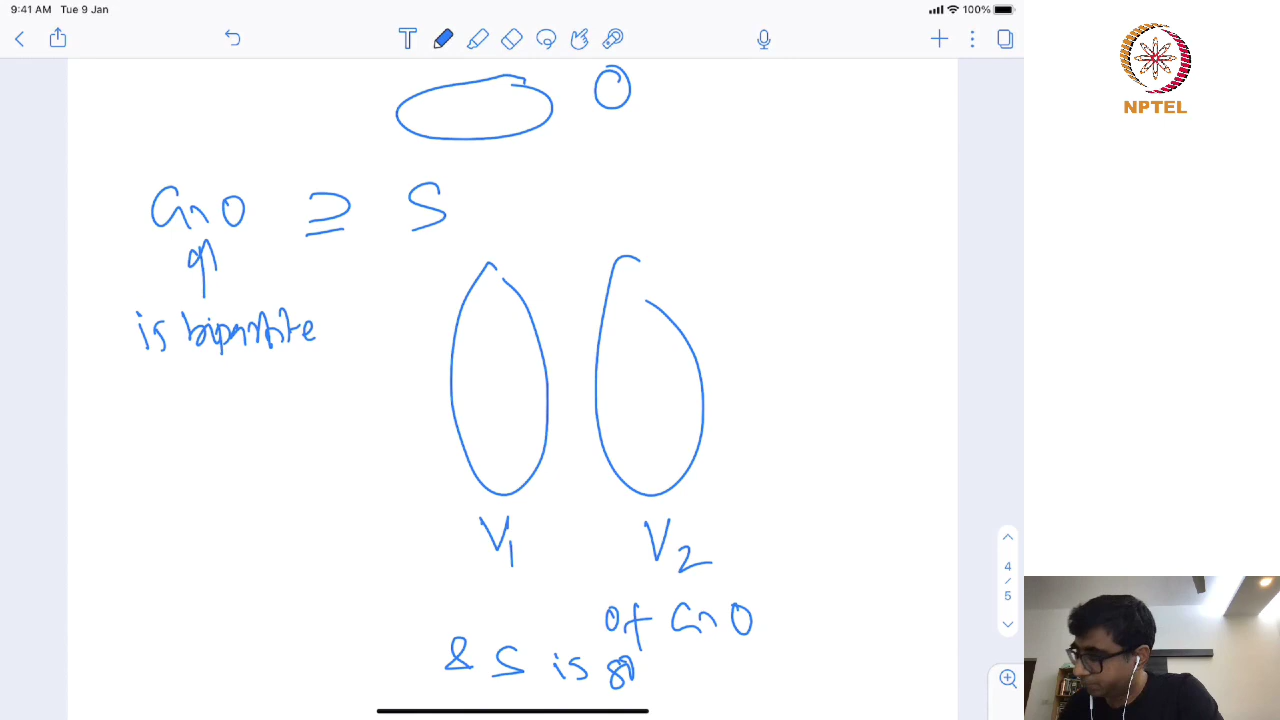 9:41 AM Tue 9 Jan
100%
T
NPTEL
O
G∩O ⊇ S
is bipartite
V1 V2
4
/
5
of G∩O
& S is